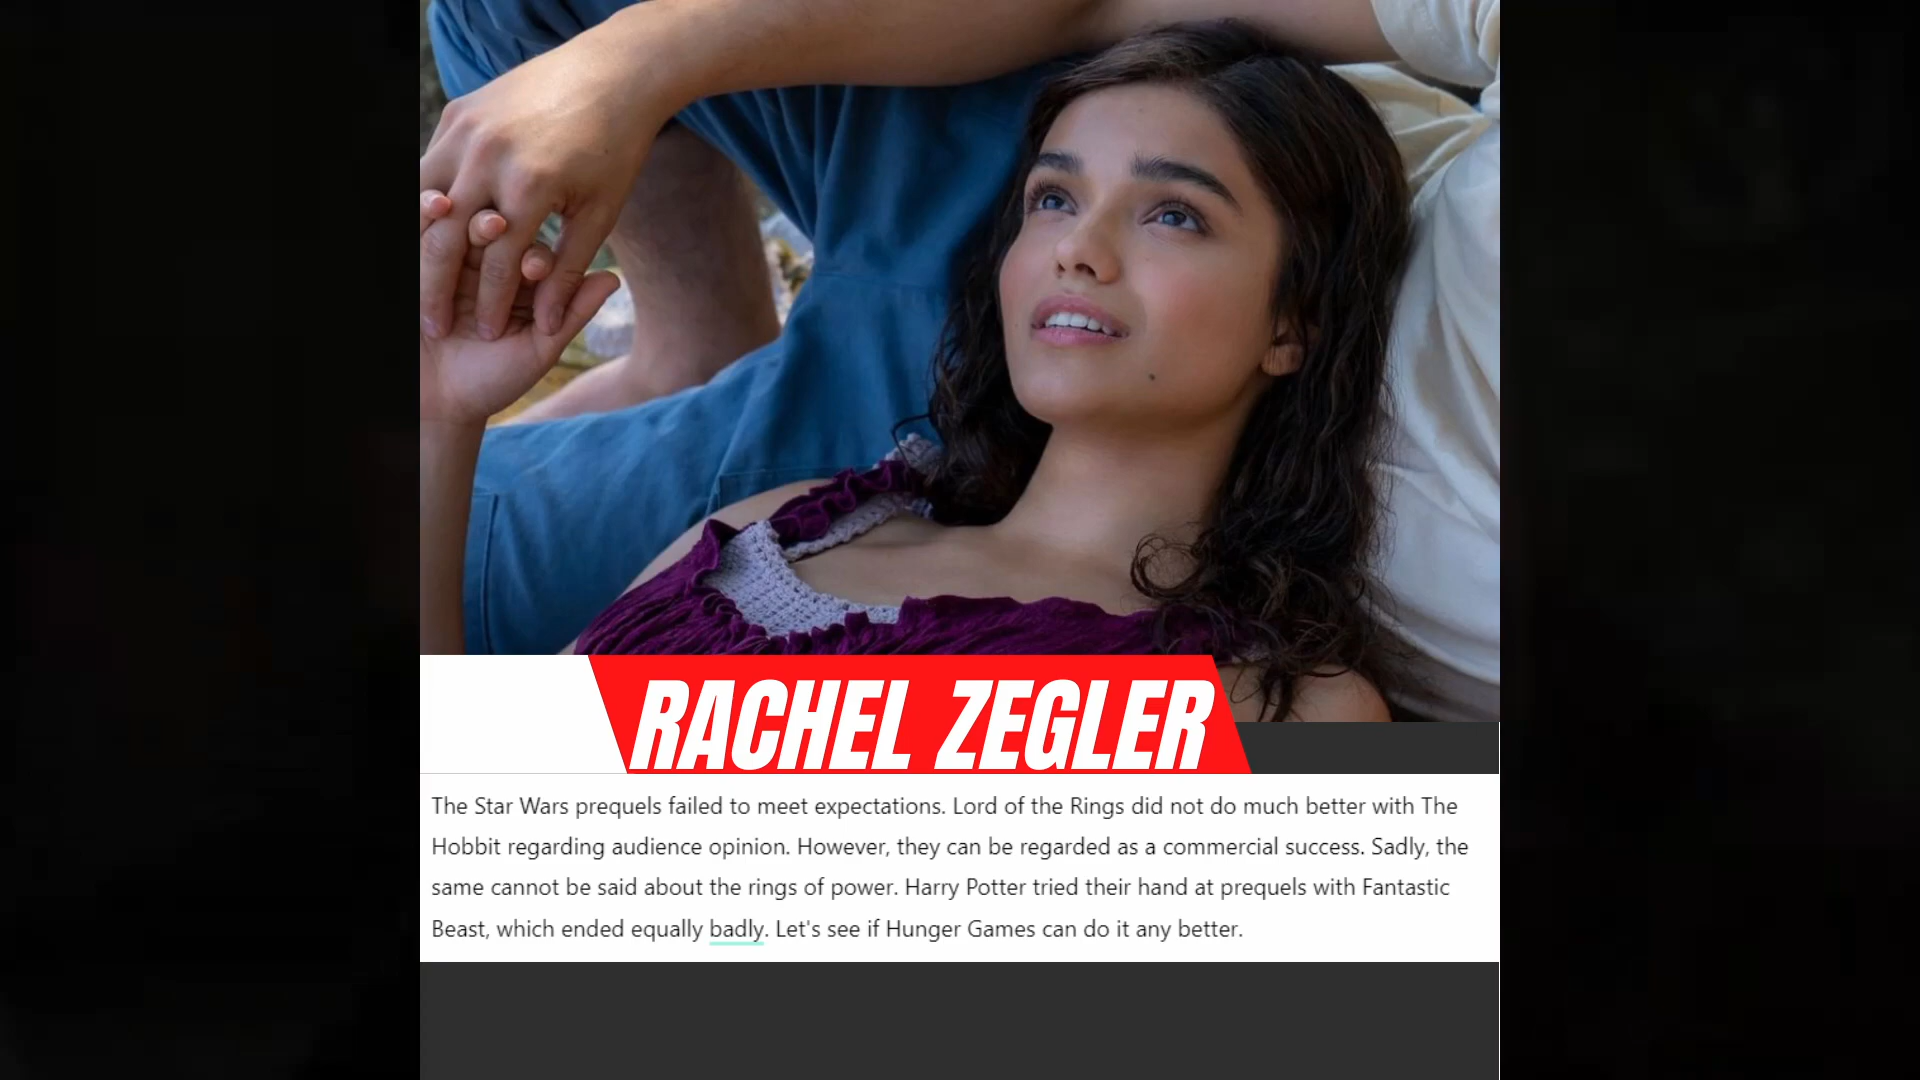 RACHEL ZEGLER
The Star Wars prequels failed to meet expectations. Lord of the Rings did not do much better with The
Hobbit regarding audience opinion. However, they can be regarded as a commercial success. Sadly, the
same cannot be said about the rings of power. Harry Potter tried their hand at prequels with Fantastic
Beast, which ended equally badly. Let's see if Hunger Games can do it any better.